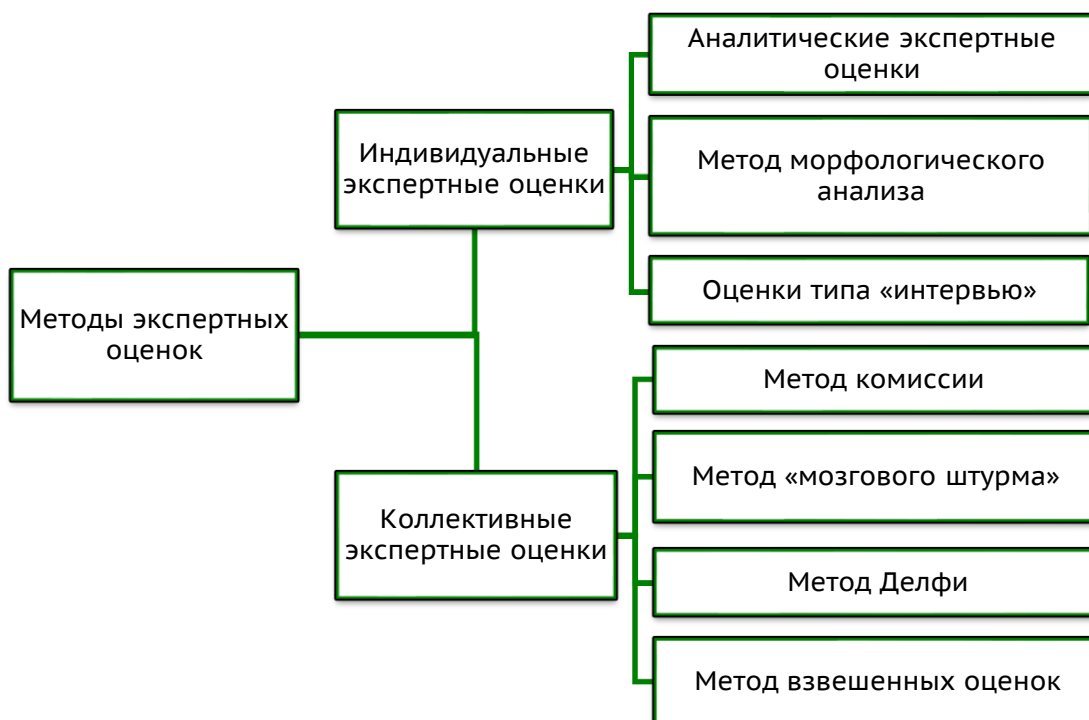 Методы экспертных
оценок
Индивидуальные
экспертные оценки
Аналитические экспертные
оценки
Метод морфологического
анализа
Оценки типа «интервью»
Коллективные
экспертные оценки
Метод комиссии
Метод «мозгового штурма»
Метод Делфи
Метод взвешенных оценок